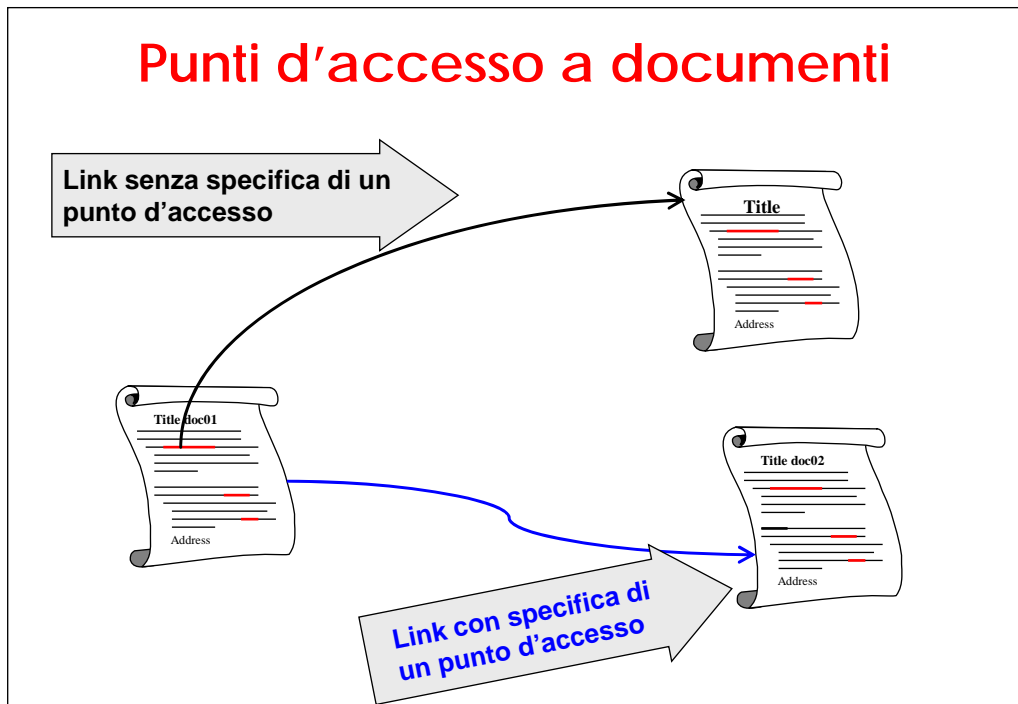 Punti d'accesso a documenti
Link senza specifica di un
punto d'accesso
Title
Address
Title doc01
Address
Title doc02
Address
Link con specifica di
un punto d'accesso